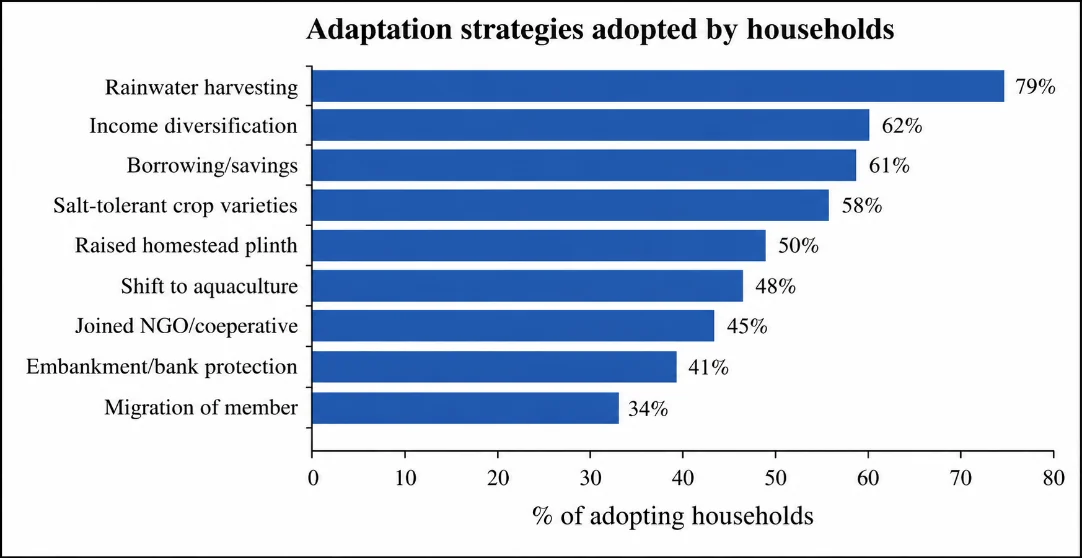 Adaptation strategies adopted by households
Rainwater harvesting 79%
Income diversification 62%
Borrowing/savings 61%
Salt-tolerant crop varieties 58%
Raised homestead plinth 50%
Shift to aquaculture 48%
Joined NGO/coeperative 45%
Embankment/bank protection 41%
Migration of member 34%
0 10 20 30 40 50 60 70 80
% of adopting households